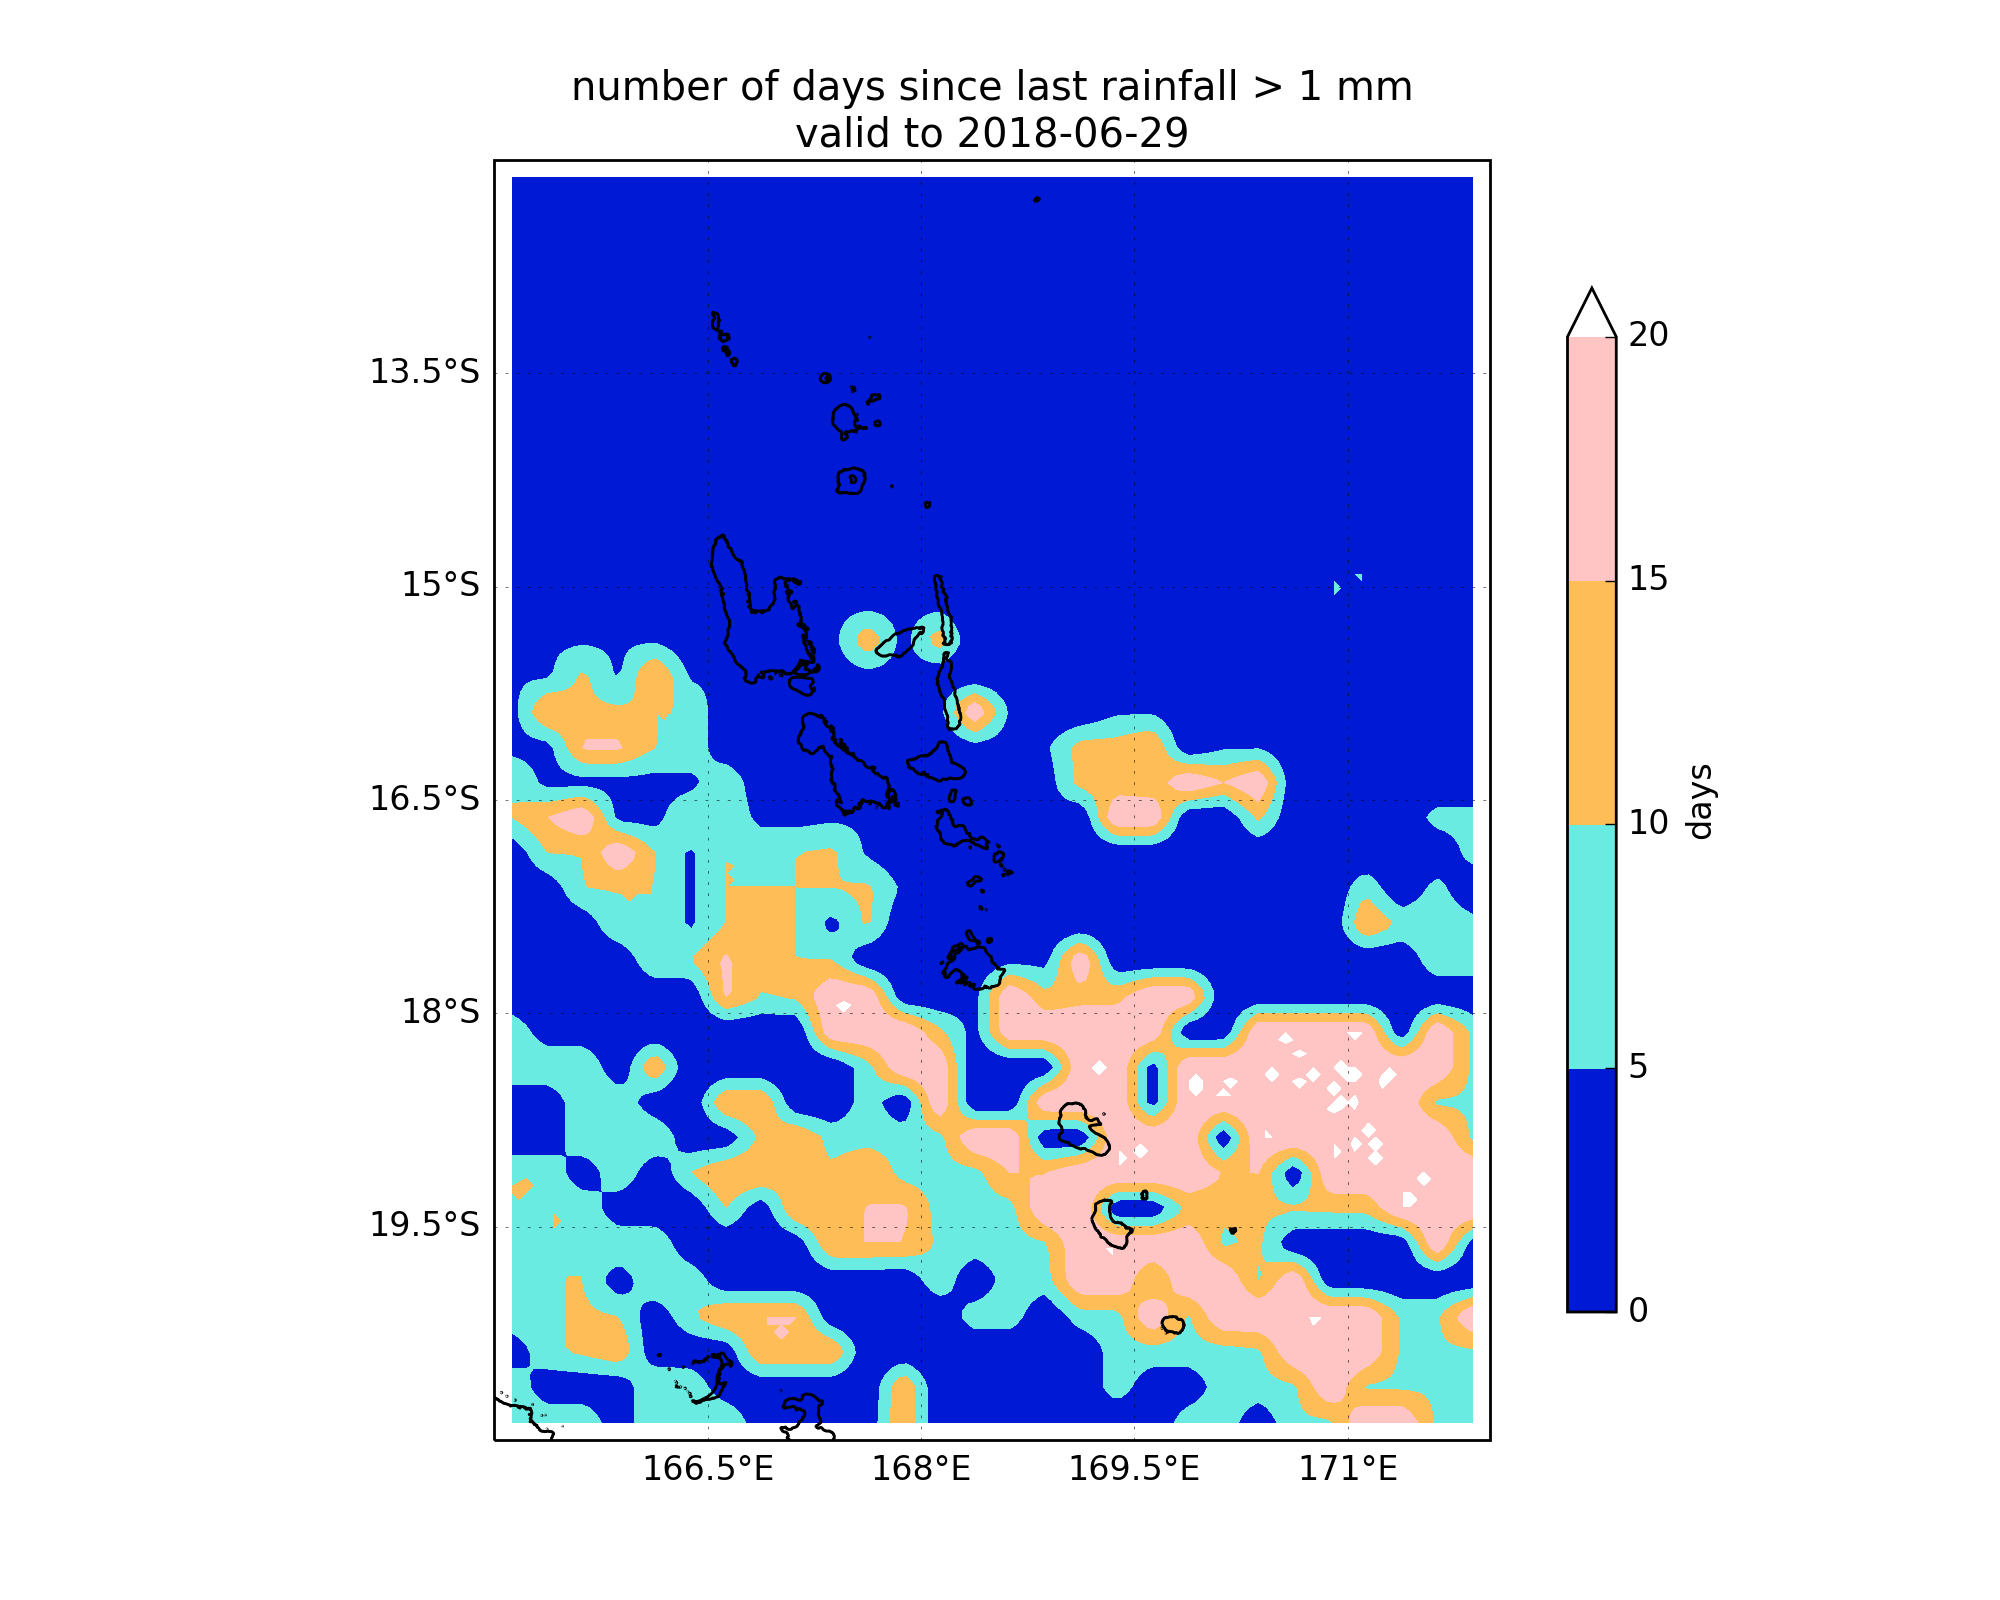 number of days since last rainfall > 1 mm
valid to 2018-06-29
13.5°S
15°S
16.5°S
18°S
19.5°S
166.5°E
168°E
169.5°E
171°E
20
15
10
5
0
days